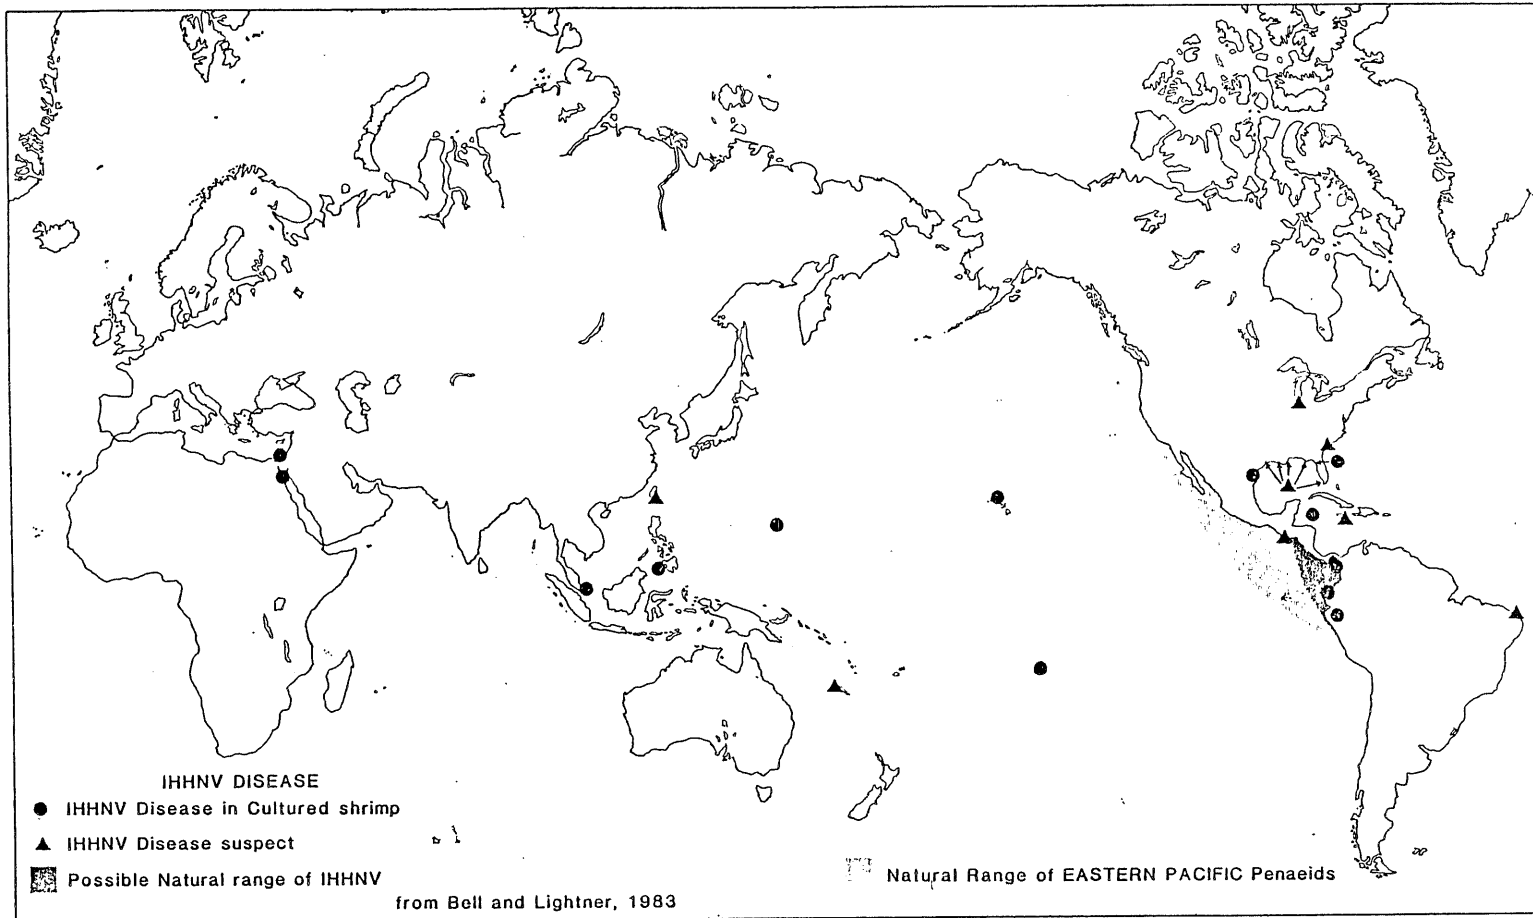 IHHNV DISEASE
IHHNV Disease in Cultured shrimp
IHHNV Disease suspect
Possible Natural range of IHHNV
Natural Range of EASTERN PACIFIC Penaeids
from Bell and Lightner, 1983